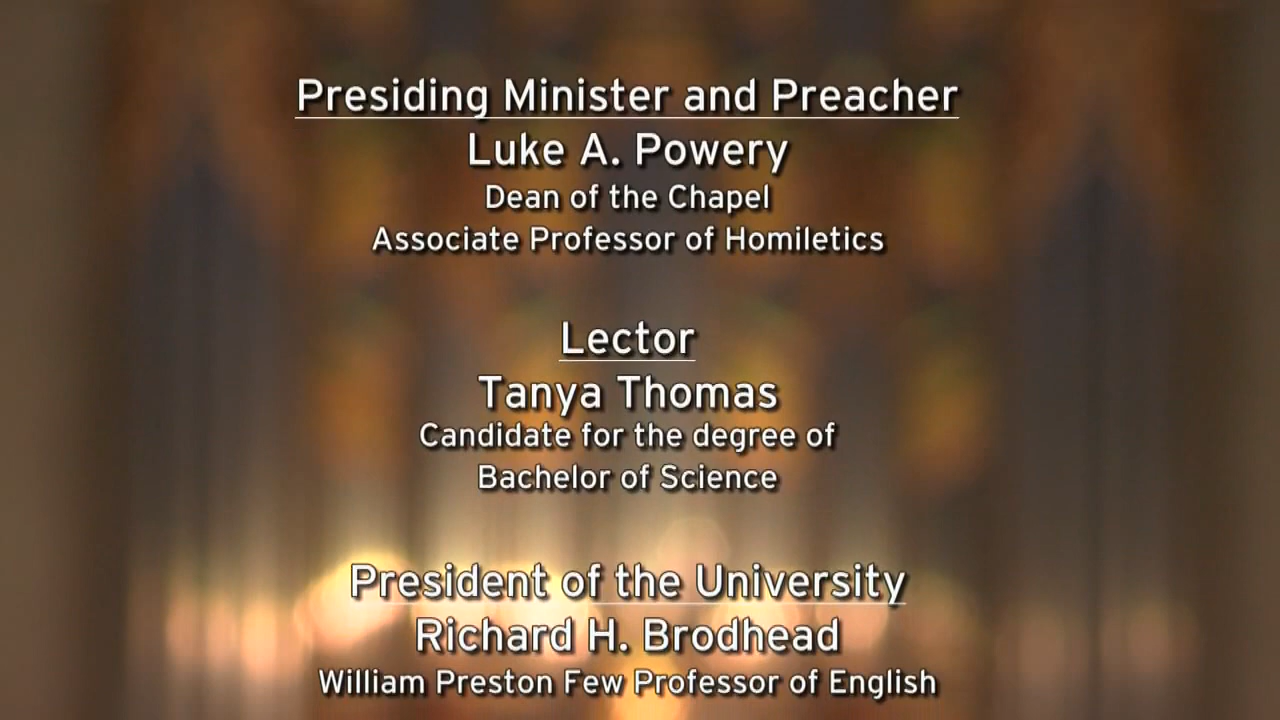 Presiding Minister and Preacher
Luke A. Powery
Dean of the Chapel
Associate Professor of Homiletics
Lector
Tanya Thomas
Candidate for the degree of
Bachelor of Science
President of the University
Richard H. Brodhead
William Preston Few Professor of English